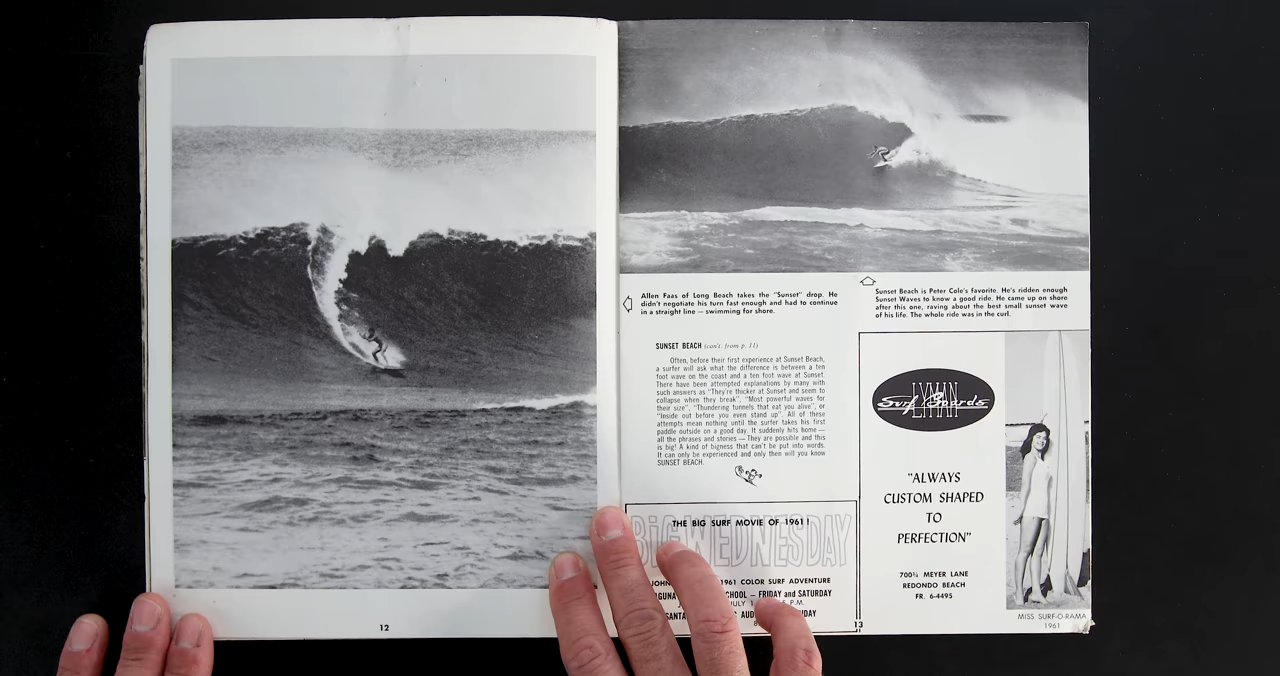 12
Allen Faas of Long Beach takes the "Sunset" drop. He
didn't negotiate his turn fast enough and had to continue
in a straight line — swimming for shore.
SUNSET BEACH (con't. from p. 11)
Often, before their first experience at Sunset Beach,
a surfer will ask what the difference is between a ten
foot wave on the coast and a ten foot wave at Sunset.
There have been attempted explanations by many with
such answers as "They're thicker at Sunset and seem to
collapse when they break", "Most powerful waves for
their size", "Thundering tunnels that eat you alive", or
"Inside out before you even stand up". All of these
attempts mean nothing until the surfer takes his first
paddle outside on a good day. It suddenly hits home —
all the phrases and stories — They are possible and this
is big! A kind of bigness that can't be put into words.
It can only be experienced and only then will you know
SUNSET BEACH.
BIG WEDNESDAY
THE BIG SURF MOVIE OF 1961!
JOHN 1961 COLOR SURF ADVENTURE
GUNA CHOOL — FRIDAY and SATURDAY
JULY P.M.
SANTA AUD DAY
Sunset Beach is Peter Cole's favorite. He's ridden enough
Sunset Waves to know a good ride. He came up on shore
after this one, raving about the best small sunset wave
of his life. The whole ride was in the curl.
LYMAN
Surf Boards
"ALWAYS
CUSTOM SHAPED
TO
PERFECTION"
700½ MEYER LANE
REDONDO BEACH
FR. 6-4495
MISS SURF-O-RAMA
1961
13